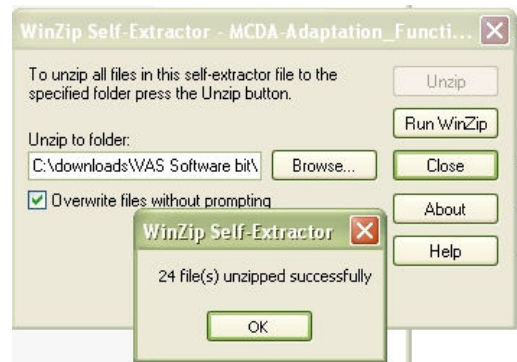 WinZip Self-Extractor - MCDA-Adaptation_Functi...
To unzip all files in this self-extractor file to the
specified folder press the Unzip button.
Unzip to folder:
C:\downloads\VAS Software bit\
Browse...
Overwrite files without prompting
Unzip
Run WinZip
Close
About
Help
WinZip Self-Extractor
24 file(s) unzipped successfully
OK